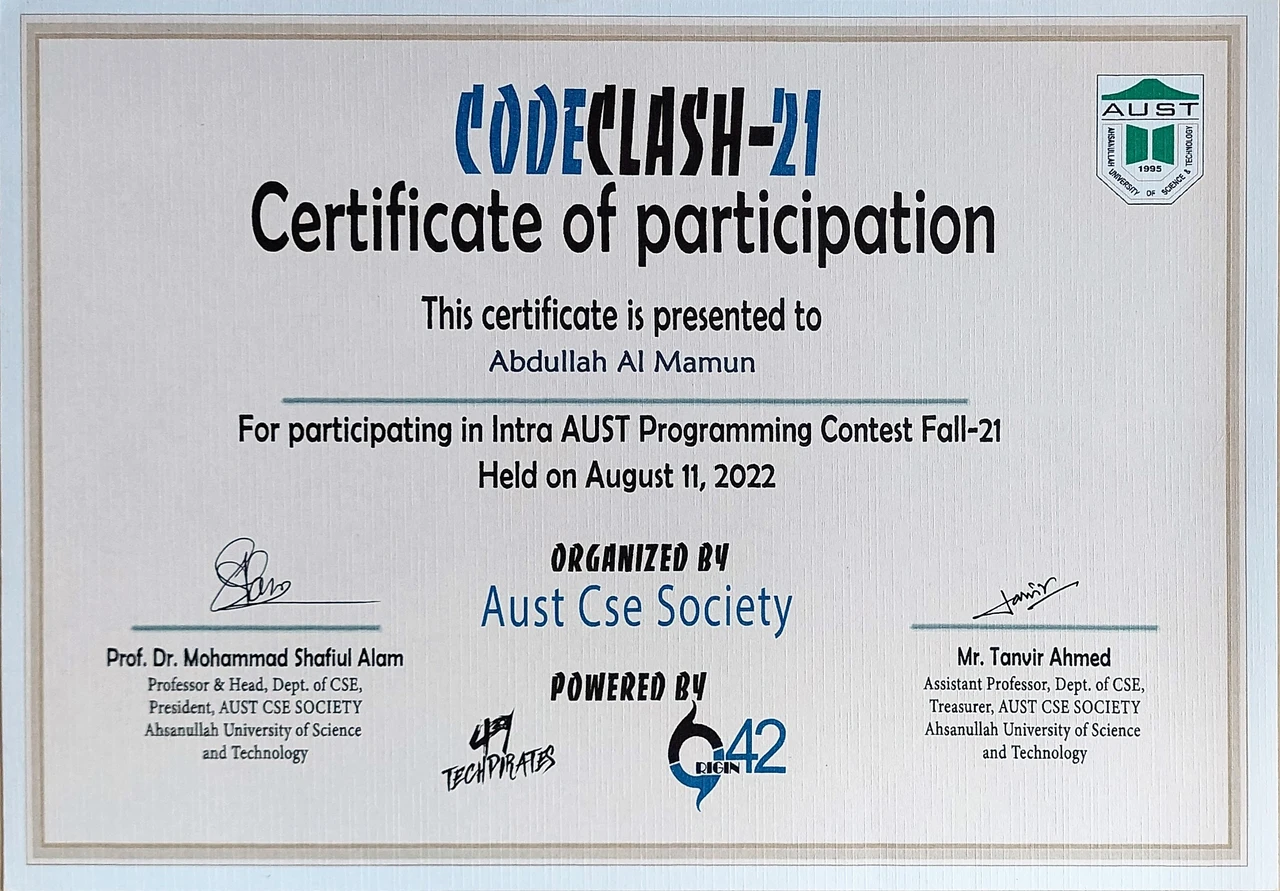 CODECLASH-21
AUST
AHSANULLAH UNIVERSITY OF SCIENCE & TECHNOLOGY
1995
Certificate of participation
This certificate is presented to
Abdullah Al Mamun
For participating in Intra AUST Programming Contest Fall-21
Held on August 11, 2022
ORGANIZED BY
Aust Cse Society
Tanvir
Prof. Dr. Mohammad Shafiul Alam
Professor & Head, Dept. of CSE,
President, AUST CSE SOCIETY
Ahsanullah University of Science
and Technology
Mr. Tanvir Ahmed
Assistant Professor, Dept. of CSE,
Treasurer, AUST CSE SOCIETY
Ahsanullah University of Science
and Technology
POWERED BY
49
TECHPIRATES
ORIGIN 42